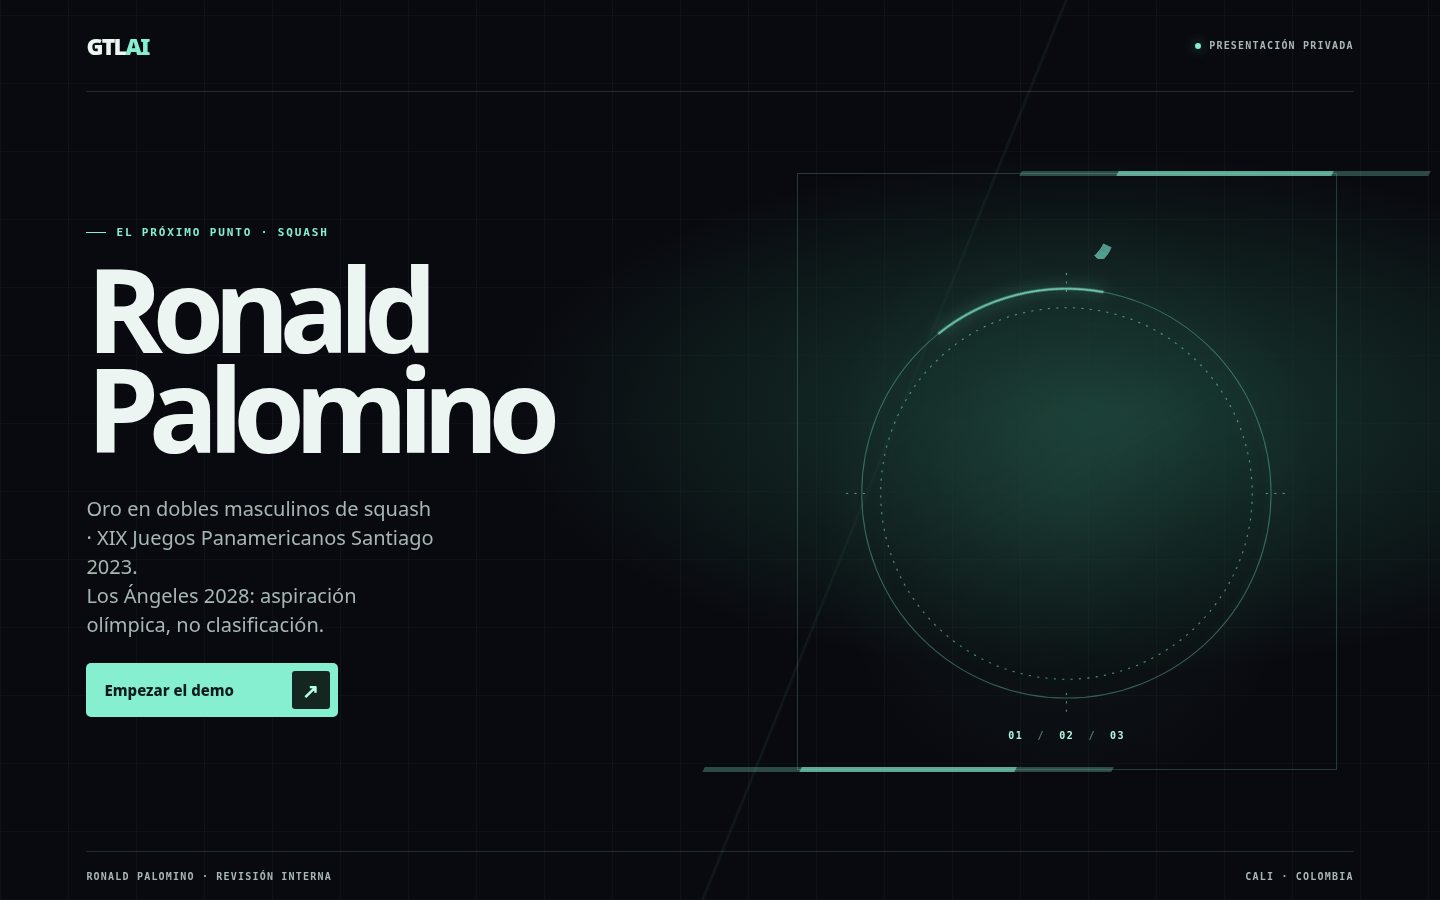 GTLAI
PRESENTACIÓN PRIVADA
EL PRÓXIMO PUNTO · SQUASH
Ronald
Palomino
Oro en dobles masculinos de squash
· XIX Juegos Panamericanos Santiago
2023.
Los Ángeles 2028: aspiración
olímpica, no clasificación.
Empezar el demo ↗
01 / 02 / 03
RONALD PALOMINO · REVISIÓN INTERNA
CALI · COLOMBIA